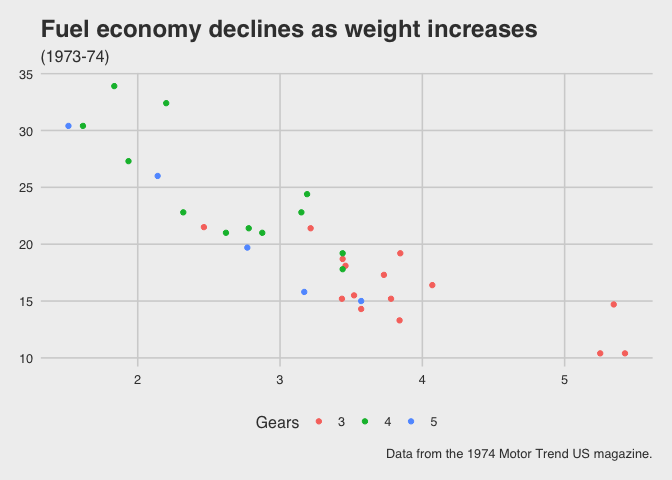 Fuel economy declines as weight increases
(1973-74)
35
30
25
20
15
10
2 3 4 5
Gears 3 4 5
Data from the 1974 Motor Trend US magazine.